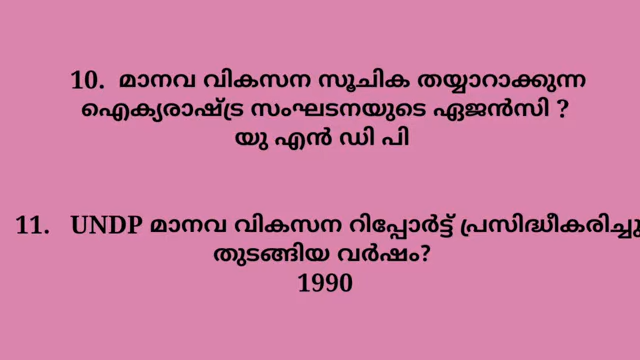 10. മാനവ വികസന സൂചിക തയ്യാറാക്കുന്ന
ഐക്യരാഷ്ട്ര സംഘടനയുടെ ഏജൻസി ?
യു എൻ ഡി പി
11. UNDP മാനവ വികസന റിപ്പോർട്ട് പ്രസിദ്ധീകരിച്ചു
തുടങ്ങിയ വർഷം?
1990